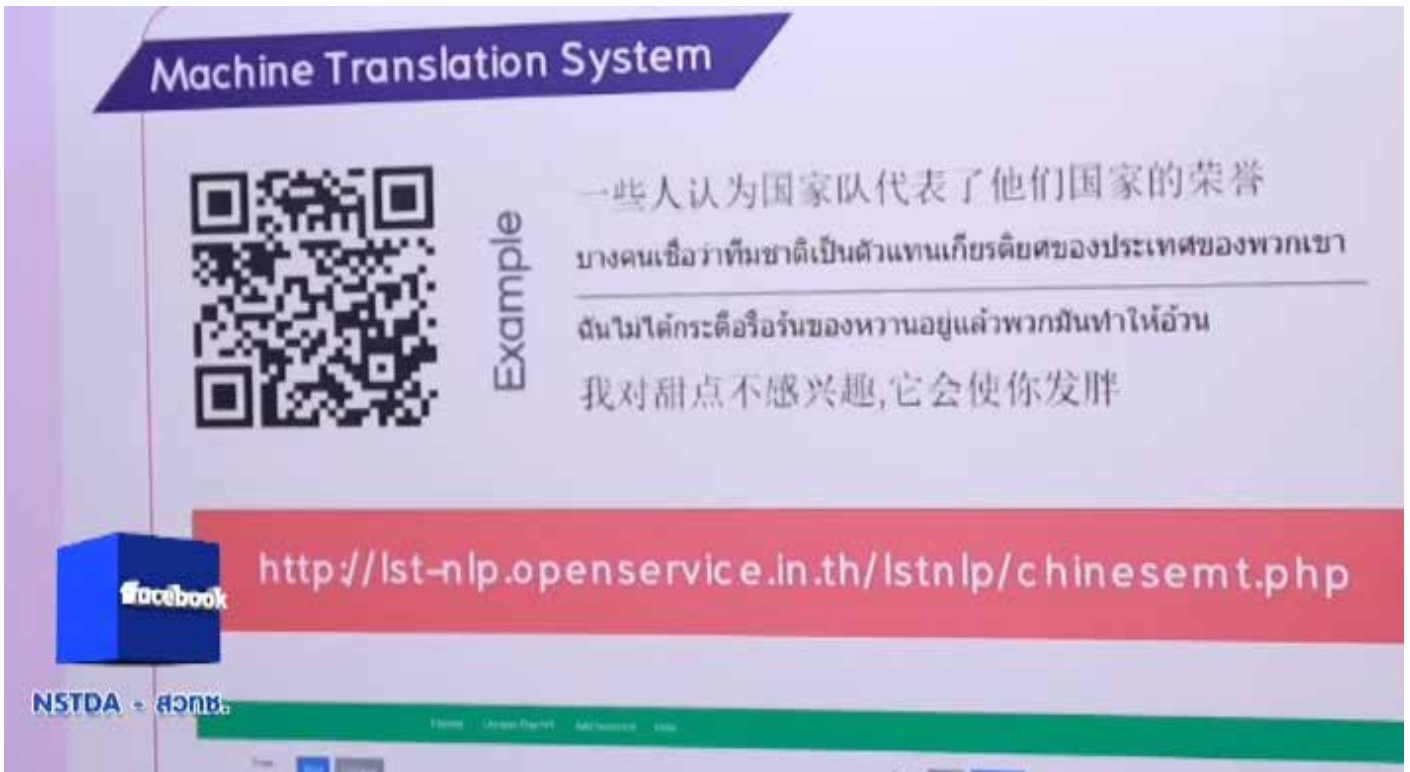 Machine Translation System
Example
一些人认为国家队代表了他们国家的荣誉
บางคนเชื่อว่าทีมชาติเป็นตัวแทนเกียรติยศของประเทศของพวกเขา
ฉันไม่ได้กระตือรือร้นของหวานอยู่แล้วพวกมันทำให้อ้วน
我对甜点不感兴趣,它会使你发胖
http://lst-nlp.openservice.in.th/lstnlp/chinesemt.php
facebook
NSTDA - สวทช.